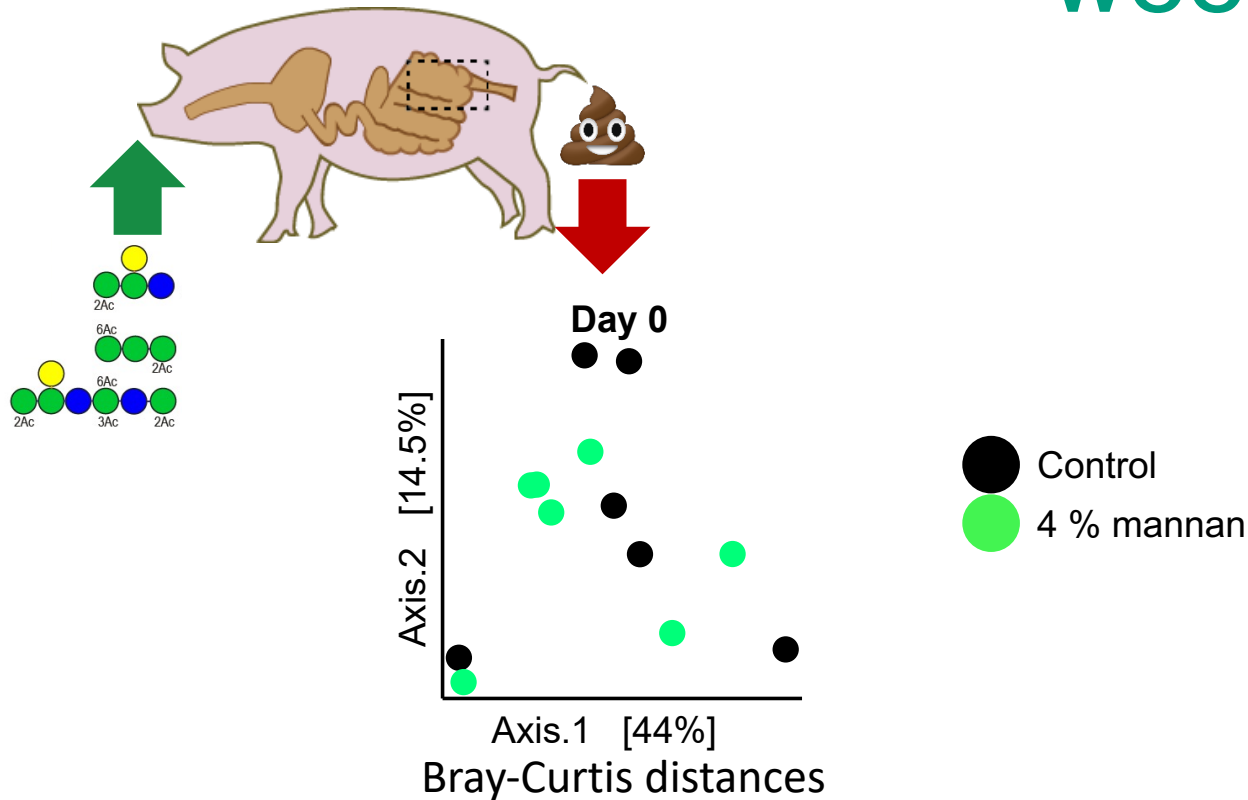 2Ac
6Ac
2Ac
6Ac
2Ac 3Ac 2Ac
Day 0
Axis.2 [14.5%]
Axis.1 [44%]
Bray-Curtis distances
Control
4 % mannan